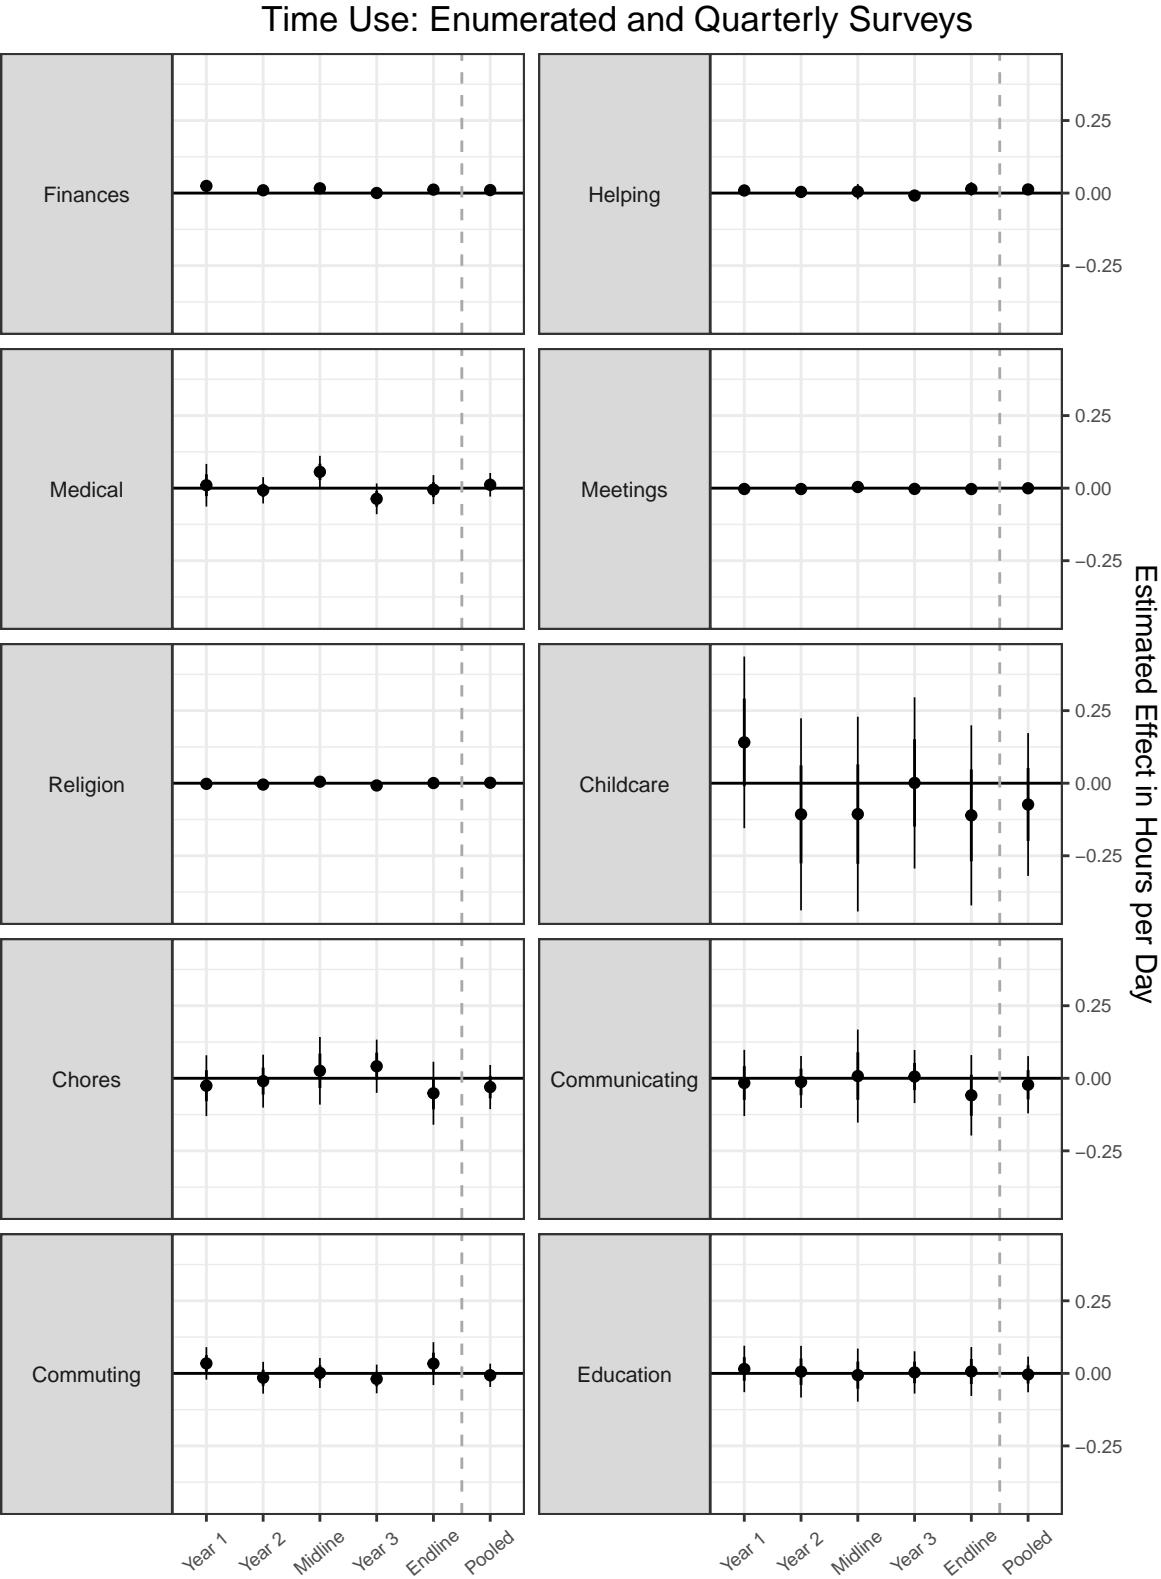 Time Use: Enumerated and Quarterly Surveys
Finances
Helping
0.25
0.00
−0.25
Medical
Meetings
0.25
0.00
−0.25
Religion
Childcare
0.25
0.00
−0.25
Chores
Communicating
0.25
0.00
−0.25
Commuting
Education
0.25
0.00
−0.25
Year 1
Year 2
Midline
Year 3
Endline
Pooled
Year 1
Year 2
Midline
Year 3
Endline
Pooled
Estimated Effect in Hours per Day